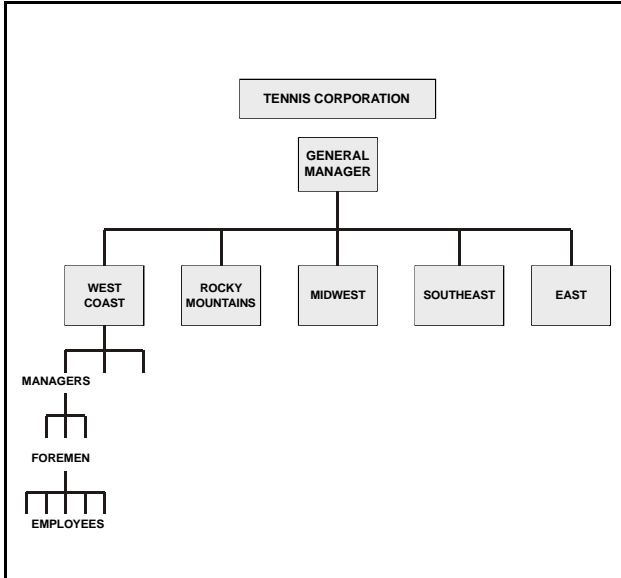 TENNIS CORPORATION
GENERAL
MANAGER
WEST
COAST
ROCKY
MOUNTAINS
MIDWEST
SOUTHEAST
EAST
MANAGERS
FOREMEN
EMPLOYEES